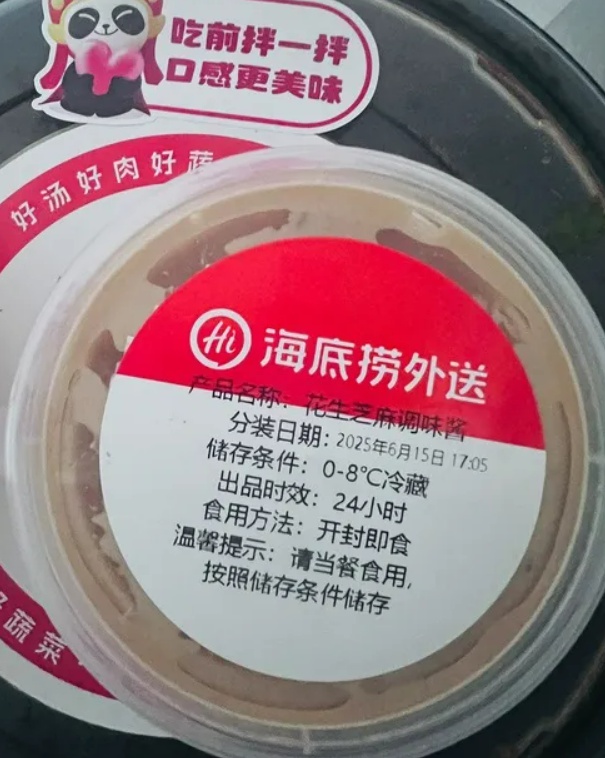 吃前拌一拌
口感更美味
好汤好肉好蔬
Hi 海底捞外送
产品名称：花生芝麻调味酱
分装日期：2025年6月15日 17:05
储存条件：0-8℃冷藏
出品时效：24小时
食用方法：开封即食
温馨提示：请当餐食用，
按照储存条件储存
蔬菜